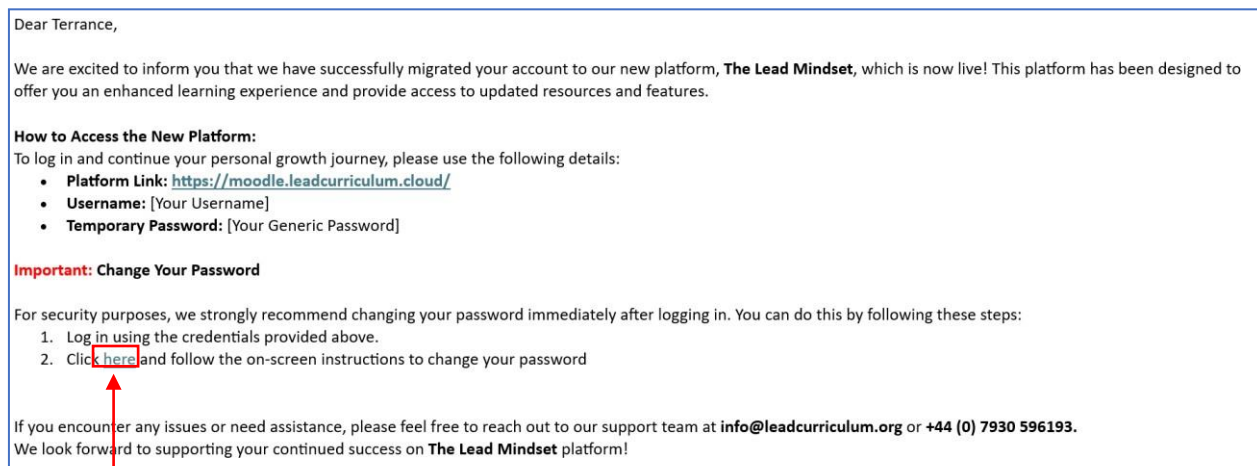 Dear Terrance,
We are excited to inform you that we have successfully migrated your account to our new platform, The Lead Mindset, which is now live! This platform has been designed to
offer you an enhanced learning experience and provide access to updated resources and features.
How to Access the New Platform:
To log in and continue your personal growth journey, please use the following details:
• Platform Link: https://moodle.leadcurriculum.cloud/
• Username: [Your Username]
• Temporary Password: [Your Generic Password]
Important: Change Your Password
For security purposes, we strongly recommend changing your password immediately after logging in. You can do this by following these steps:
1. Log in using the credentials provided above.
2. Click here and follow the on-screen instructions to change your password
If you encounter any issues or need assistance, please feel free to reach out to our support team at info@leadcurriculum.org or +44 (0) 7930 596193.
We look forward to supporting your continued success on The Lead Mindset platform!